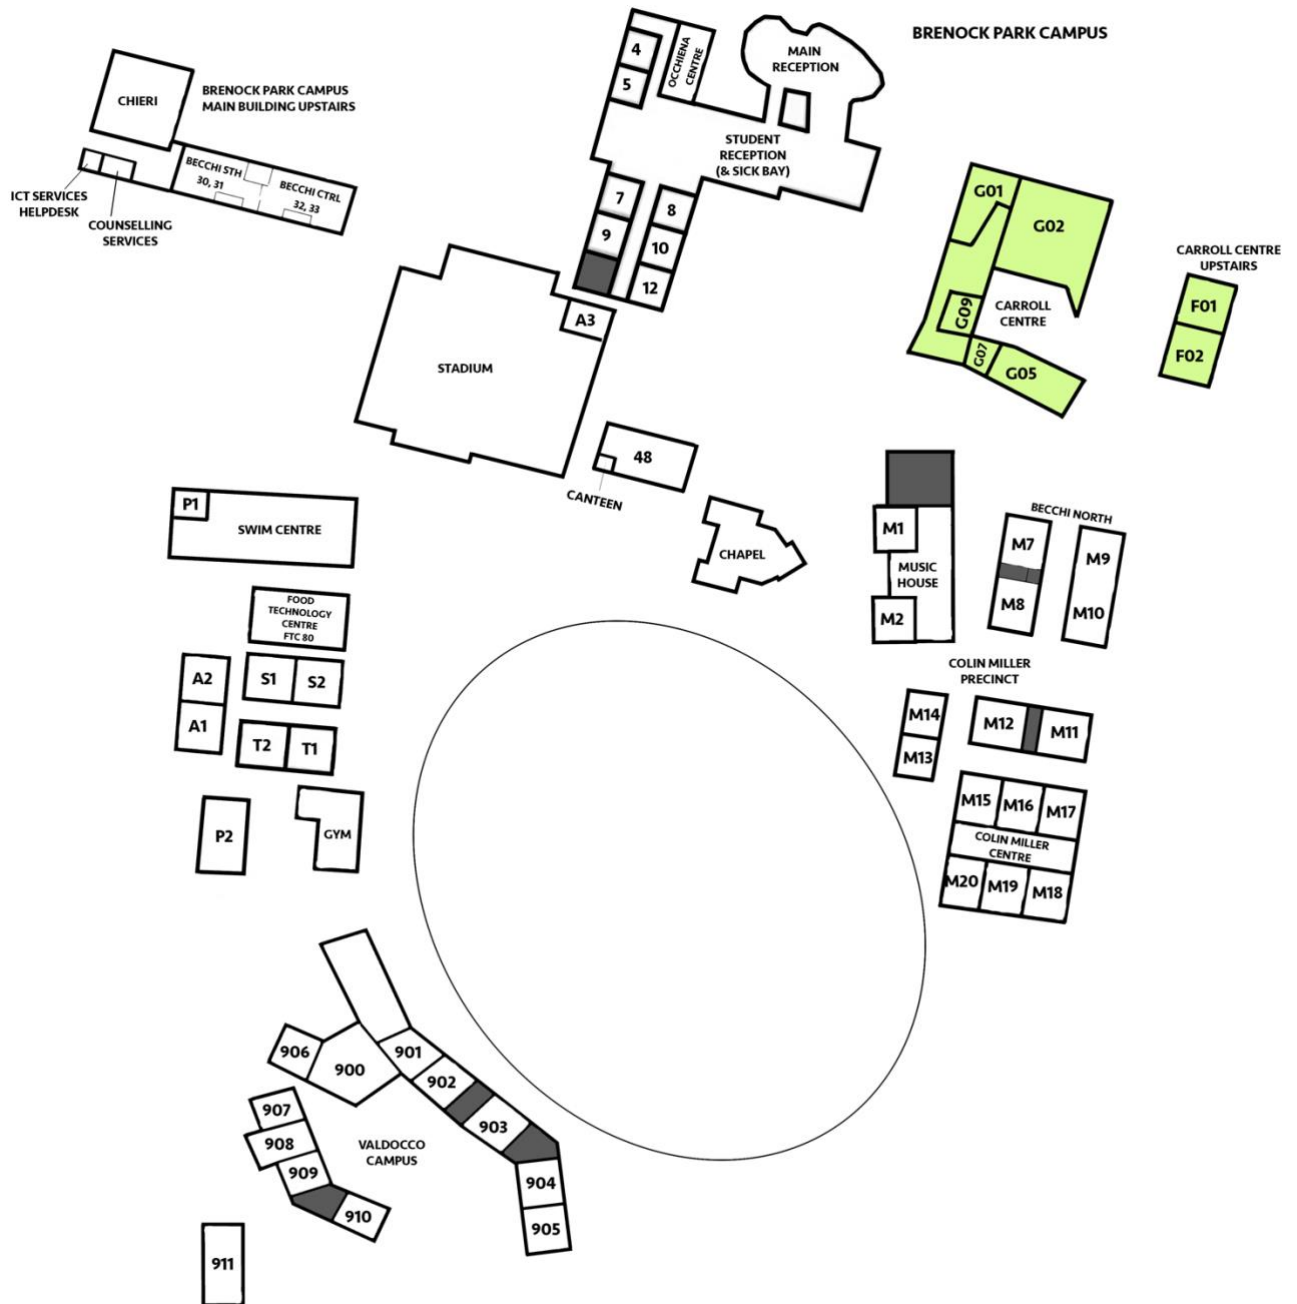 BRENOCK PARK CAMPUS
4
5
OCCHIENA
CENTRE
MAIN
RECEPTION
CHIERI
BRENOCK PARK CAMPUS
MAIN BUILDING UPSTAIRS
STUDENT
RECEPTION
(& SICK BAY)
BECCHI STH
30, 31
BECCHI CTRL
32, 33
ICT SERVICES
HELPDESK
COUNSELLING
SERVICES
7
8
9
10
12
A3
STADIUM
G01
G02
G09
CARROLL
CENTRE
G07
G05
CARROLL CENTRE
UPSTAIRS
F01
F02
48
CANTEEN
CHAPEL
P1
SWIM CENTRE
M1
MUSIC
HOUSE
M2
BECCHI NORTH
M7
M8
M9
M10
FOOD
TECHNOLOGY
CENTRE
FTC 80
A2
A1
S1
S2
T2
T1
P2
GYM
COLIN MILLER
PRECINCT
M14
M13
M12
M11
M15
M16
M17
COLIN MILLER
CENTRE
M20
M19
M18
906
900
901
902
903
904
905
907
908
909
910
VALDOCCO
CAMPUS
911